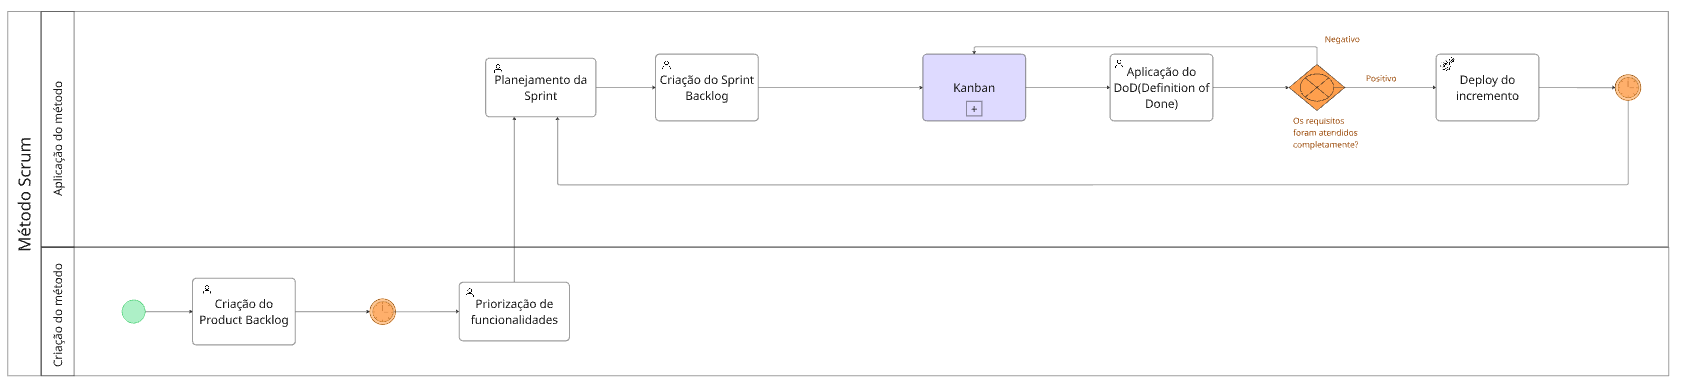 Método Scrum
Aplicação do método
Planejamento da
Sprint
Criação do Sprint
Backlog
Kanban
+
Aplicação do
DoD(Definition of
Done)
Negativo
Positivo
Os requisitos
foram atendidos
completamente?
Deploy do
incremento
Criação do método
Criação do
Product Backlog
Priorização de
funcionalidades